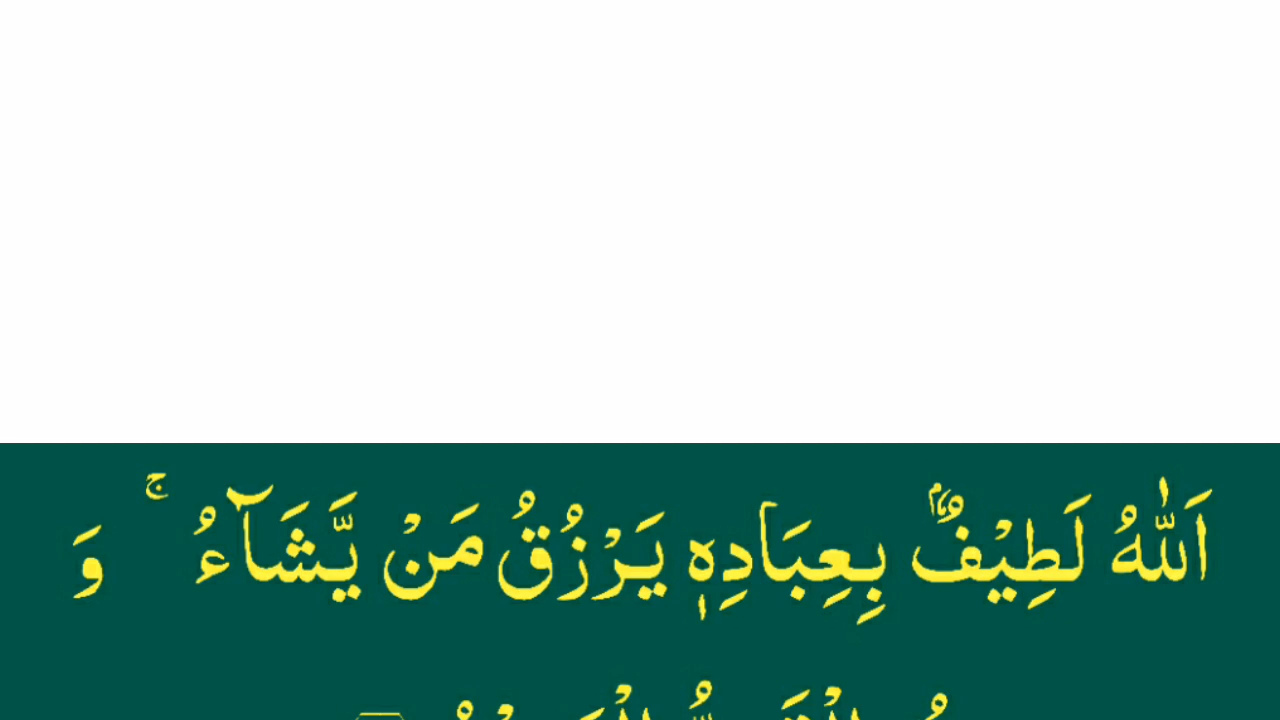 اَللّٰهُ لَطِيْفٌۢ بِعِبَادِهٖ يَرْزُقُ مَنْ يَّشَآءُ ۚ وَ